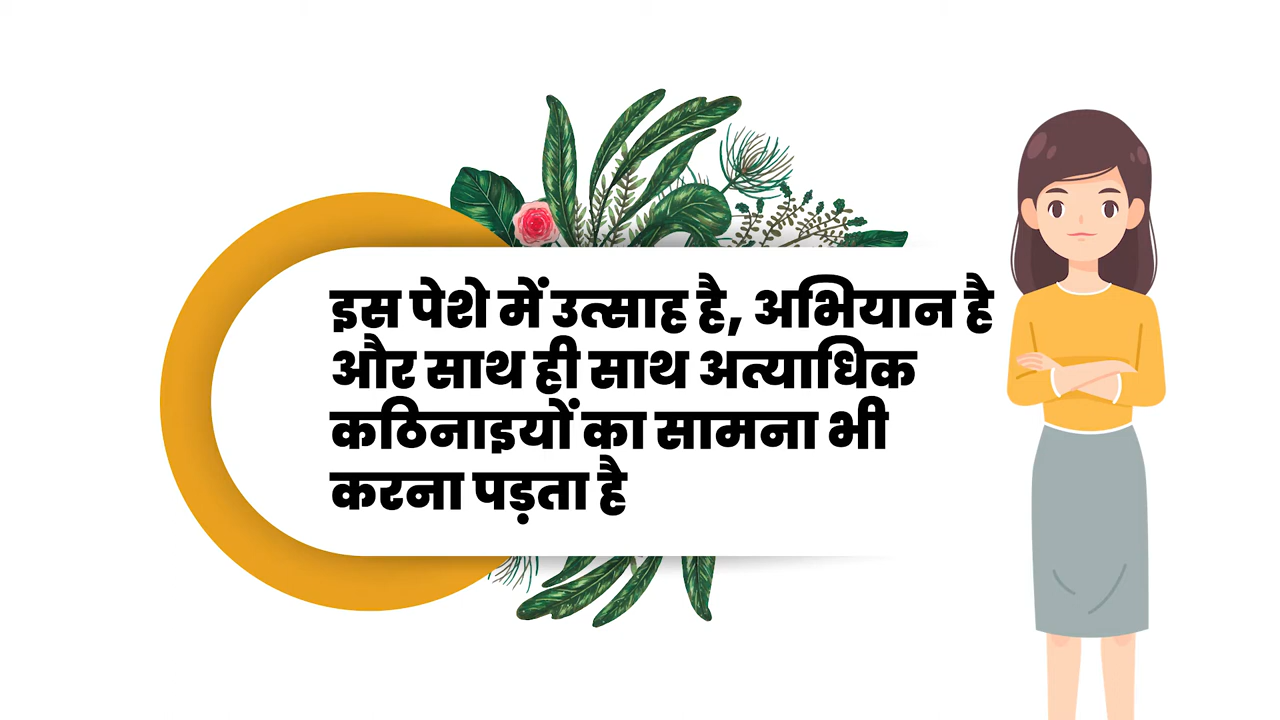 इस पेशे में उत्साह है, अभियान है
और साथ ही साथ अत्याधिक
कठिनाइयों का सामना भी
करना पड़ता है